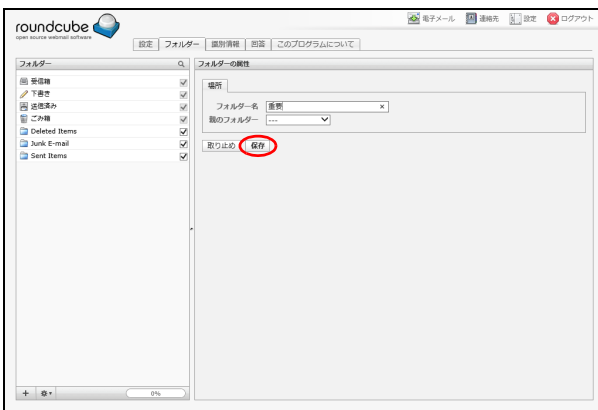 roundcube
open source webmail software
電子メール 連絡先 設定 ログアウト
設定 フォルダー 識別情報 回答 このプログラムについて
フォルダー
フォルダーの属性
受信箱
下書き
送信済み
ごみ箱
Deleted Items
Junk E-mail
Sent Items
場所
フォルダー名 重要 ×
親のフォルダー ---
取り止め 保存
+ 0%